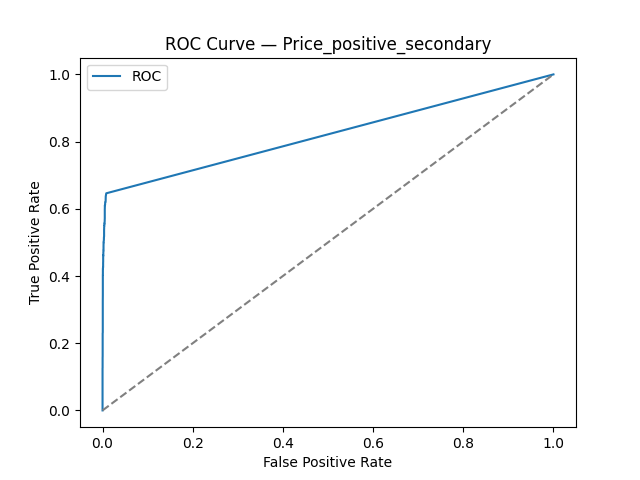 ROC Curve — Price_positive_secondary
ROC
True Positive Rate
1.0
0.8
0.6
0.4
0.2
0.0
0.0 0.2 0.4 0.6 0.8 1.0
False Positive Rate